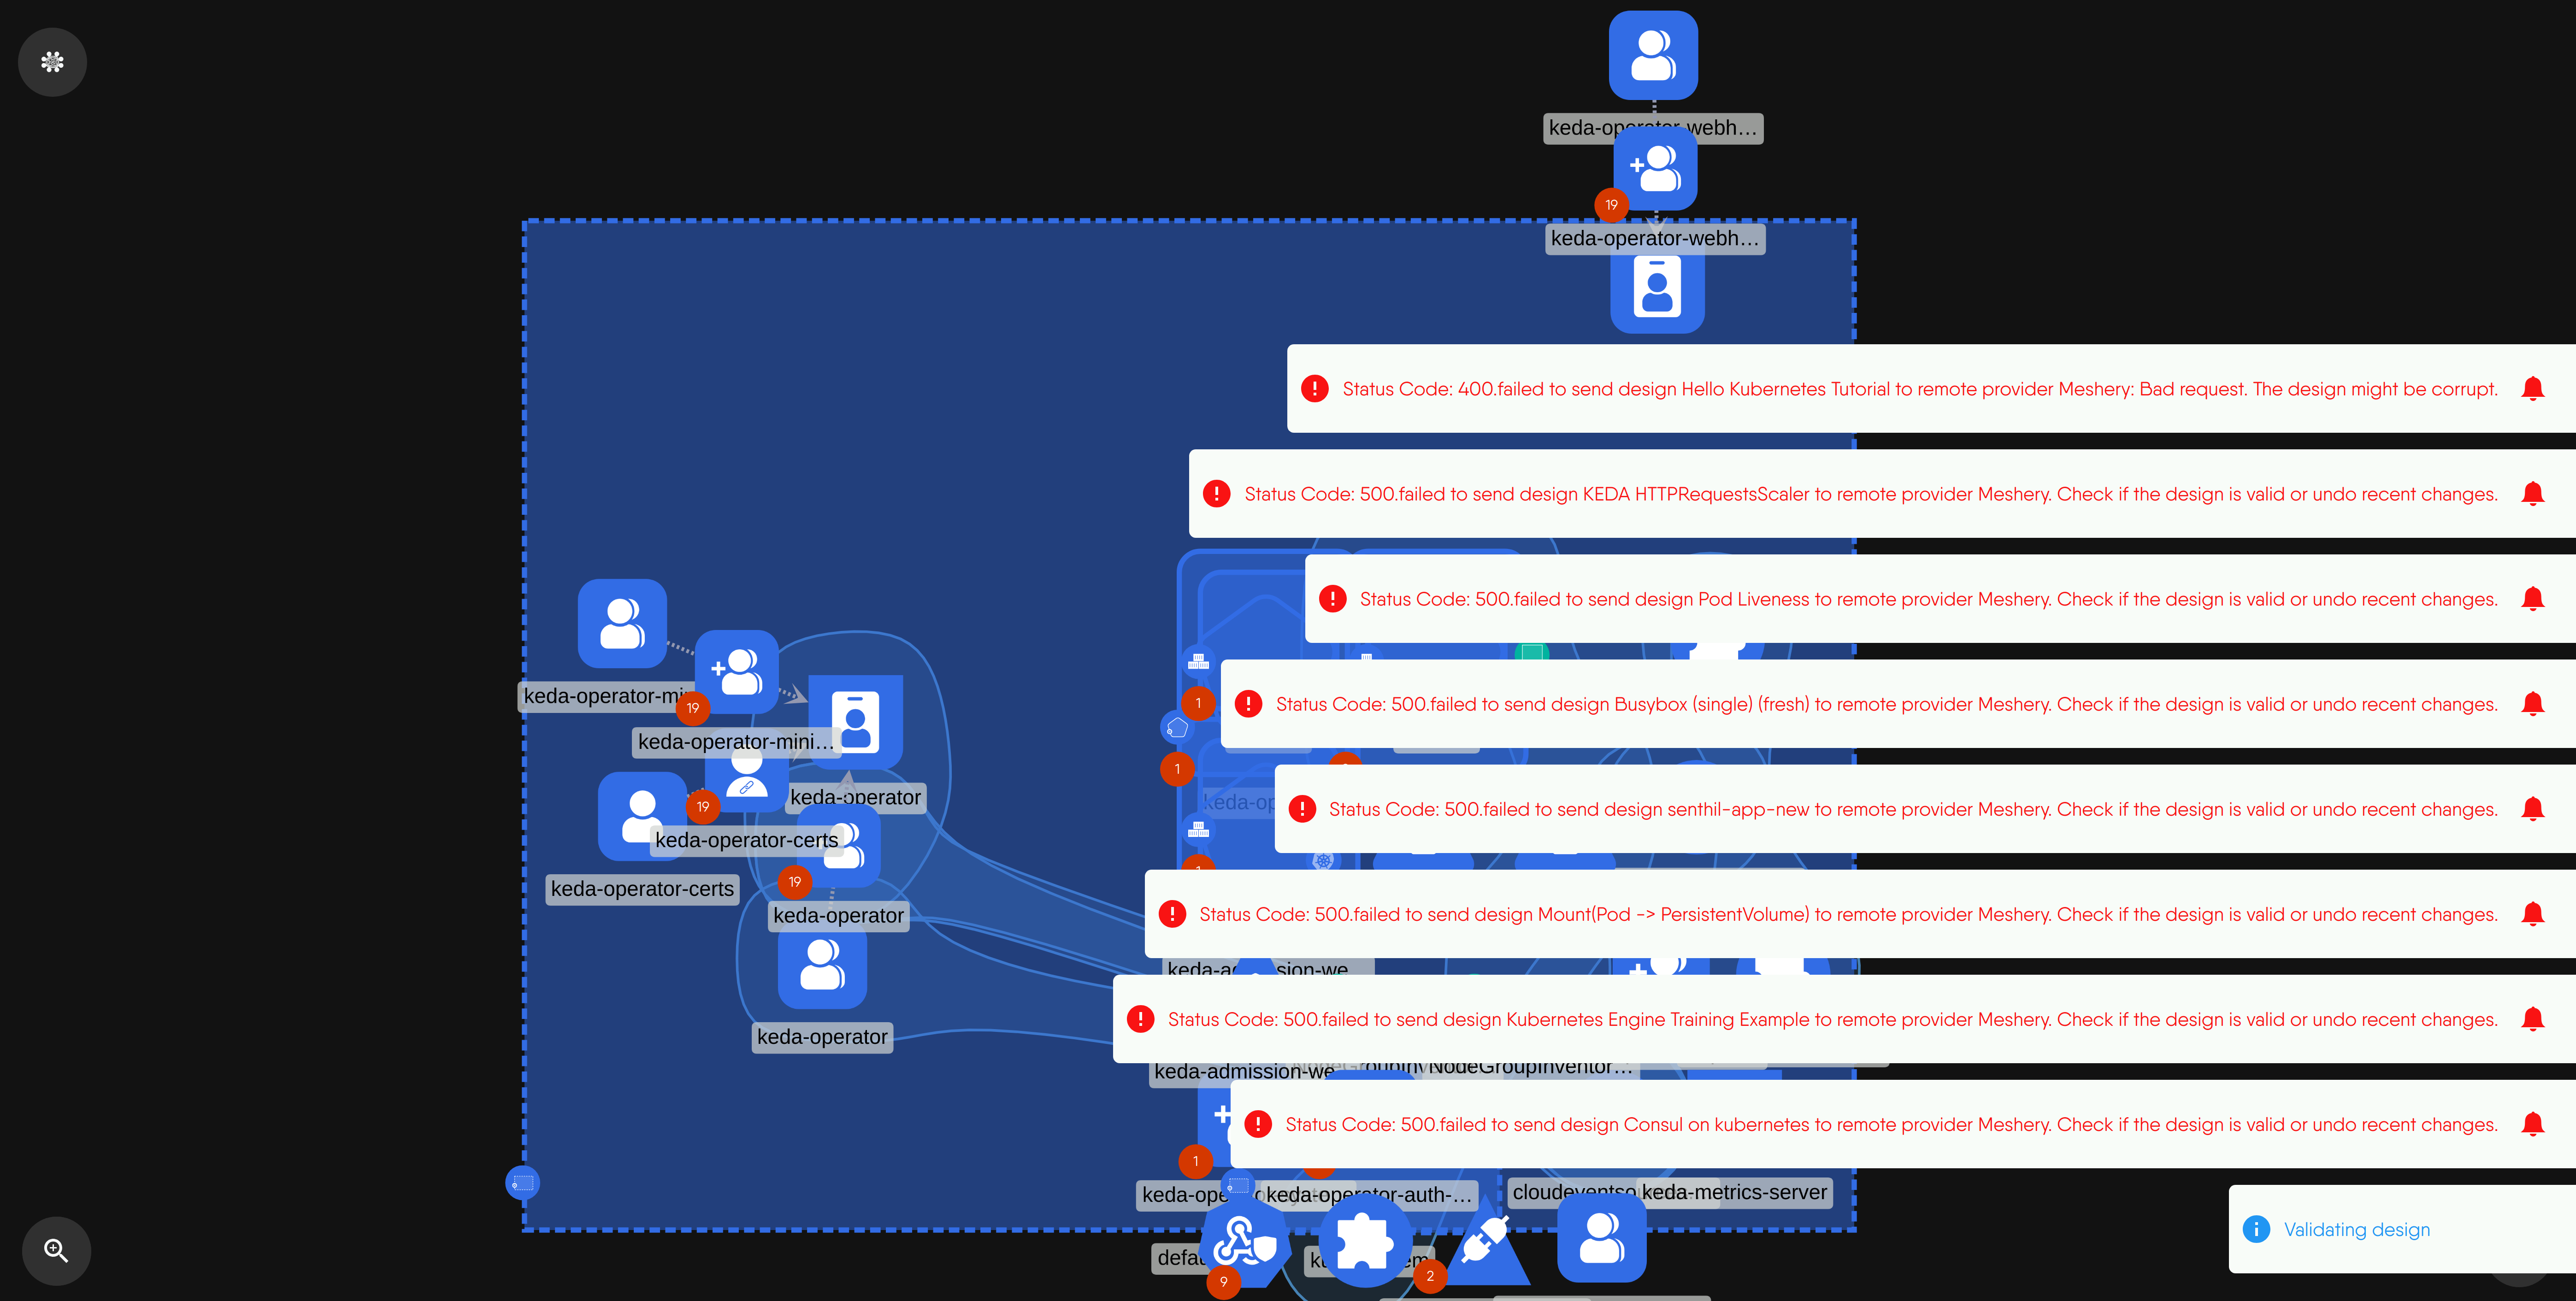 keda-operator-webh…
19
keda-operator-webh…
Status Code: 400.failed to send design Hello Kubernetes Tutorial to remote provider Meshery: Bad request. The design might be corrupt.
Status Code: 500.failed to send design KEDA HTTPRequestsScaler to remote provider Meshery. Check if the design is valid or undo recent changes.
Status Code: 500.failed to send design Pod Liveness to remote provider Meshery. Check if the design is valid or undo recent changes.
keda-operator-mi
19
1
Status Code: 500.failed to send design Busybox (single) (fresh) to remote provider Meshery. Check if the design is valid or undo recent changes.
keda-operator-mini…
1
keda-operator
keda-op
Status Code: 500.failed to send design senthil-app-new to remote provider Meshery. Check if the design is valid or undo recent changes.
19
keda-operator-certs
keda-operator-certs
19
keda-operator
Status Code: 500.failed to send design Mount(Pod -> PersistentVolume) to remote provider Meshery. Check if the design is valid or undo recent changes.
Status Code: 500.failed to send design Kubernetes Engine Training Example to remote provider Meshery. Check if the design is valid or undo recent changes.
keda-operator
keda-admission-we
NodeGroupInventor…
Status Code: 500.failed to send design Consul on kubernetes to remote provider Meshery. Check if the design is valid or undo recent changes.
1
keda-operator-auth-…
keda-metrics-server
Validating design
9
2